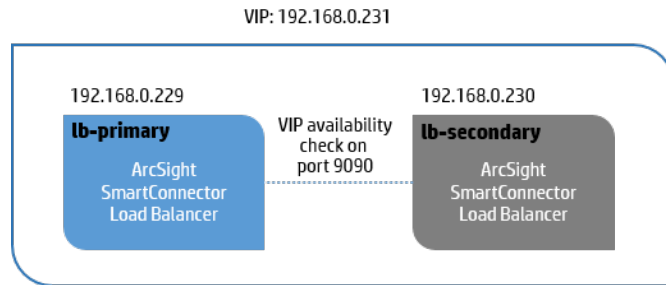 VIP: 192.168.0.231
192.168.0.229
lb-primary
ArcSight
SmartConnector
Load Balancer
VIP availability
check on
port 9090
192.168.0.230
lb-secondary
ArcSight
SmartConnector
Load Balancer